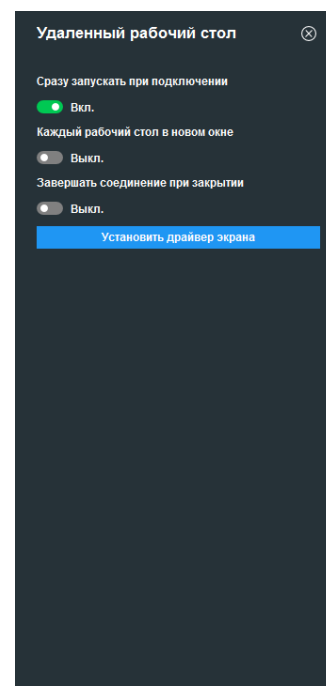 Удаленный рабочий стол
Сразу запускать при подключении
Вкл.
Каждый рабочий стол в новом окне
Выкл.
Завершать соединение при закрытии
Выкл.
Установить драйвер экрана